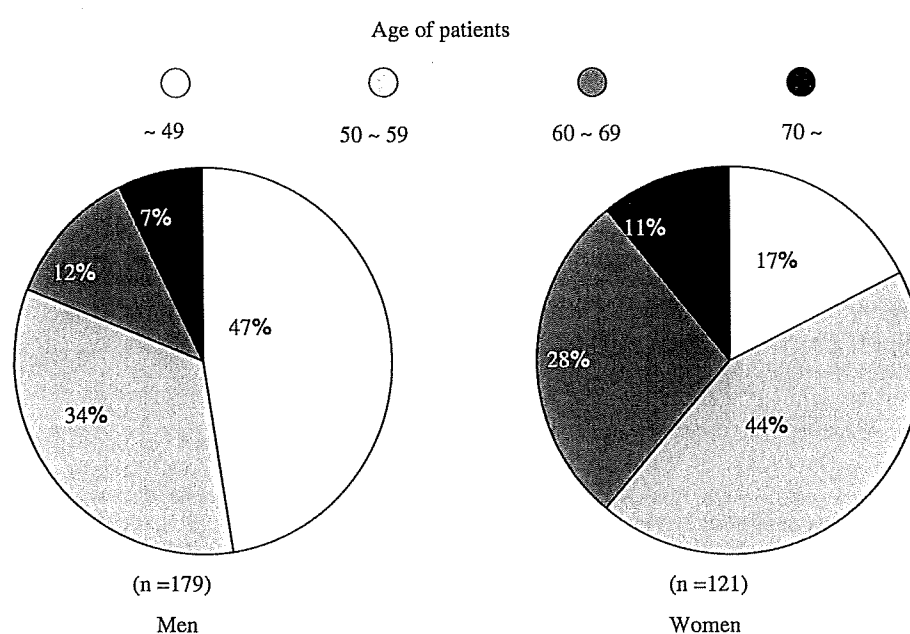 Age of patients
~ 49 50 ~ 59 60 ~ 69 70 ~
7% 12% 47% 34%
11% 17% 28% 44%
(n =179) (n =121)
Men Women